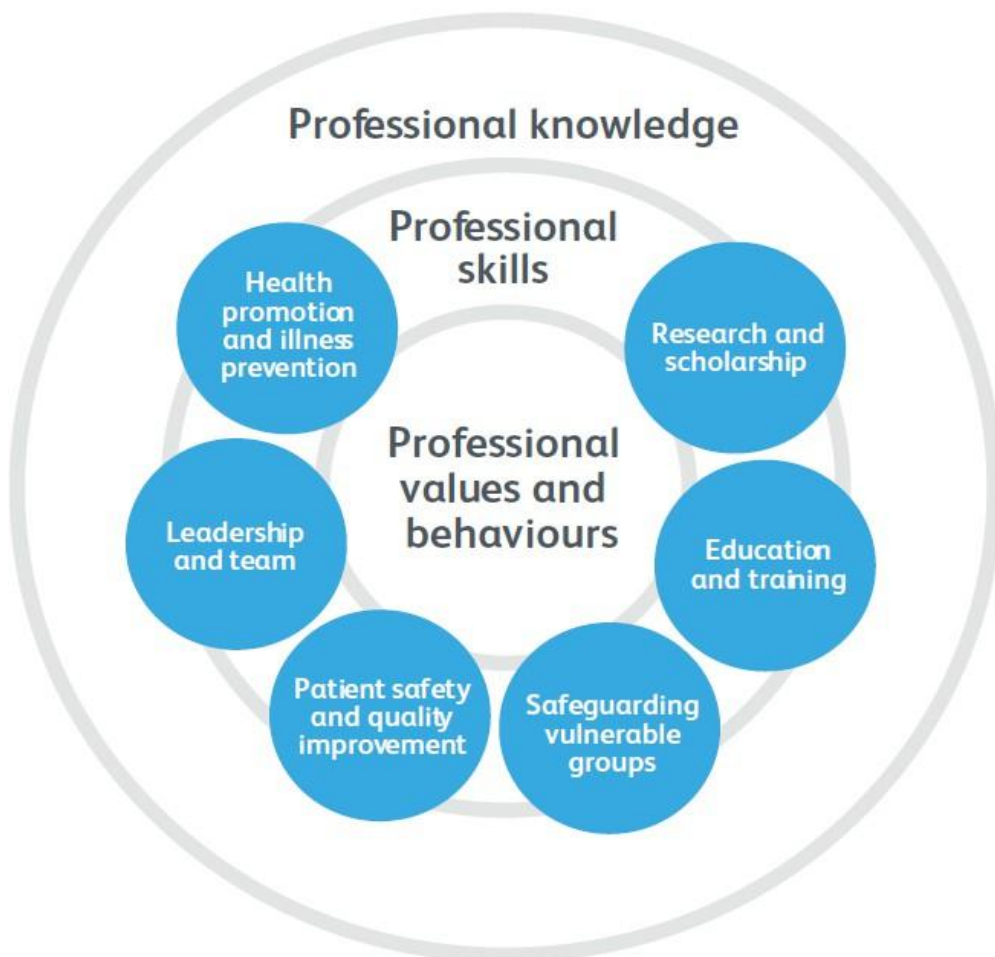 Professional knowledge
Professional
skills
Health
promotion
and illness
prevention
Research and
scholarship
Professional
values and
behaviours
Leadership
and team
Education
and training
Patient safety
and quality
improvement
Safeguarding
vulnerable
groups